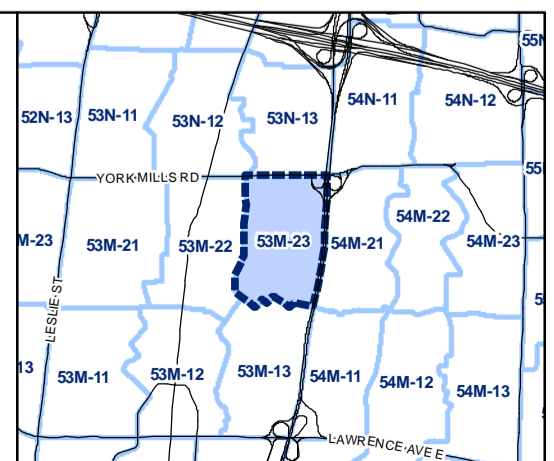 55N
54N-11
54N-12
52N-13
53N-11
53N-12
53N-13
55
YORK MILLS RD
M-23
53M-21
53M-22
53M-23
54M-21
54M-22
54M-23
LESLIE ST
5
13
53M-11
53M-12
53M-13
54M-11
54M-12
54M-13
LAWRENCE AVE E